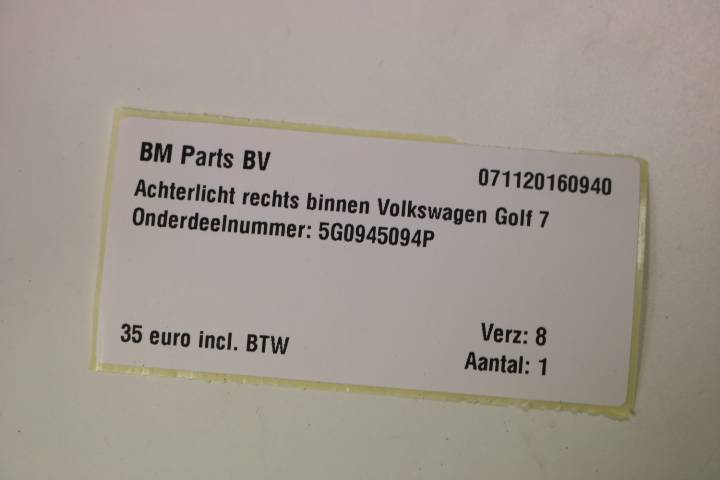 BM Parts BV
071120160940
Achterlicht rechts binnen Volkswagen Golf 7
Onderdeelnummer: 5G0945094P
35 euro incl. BTW
Verz: 8
Aantal: 1